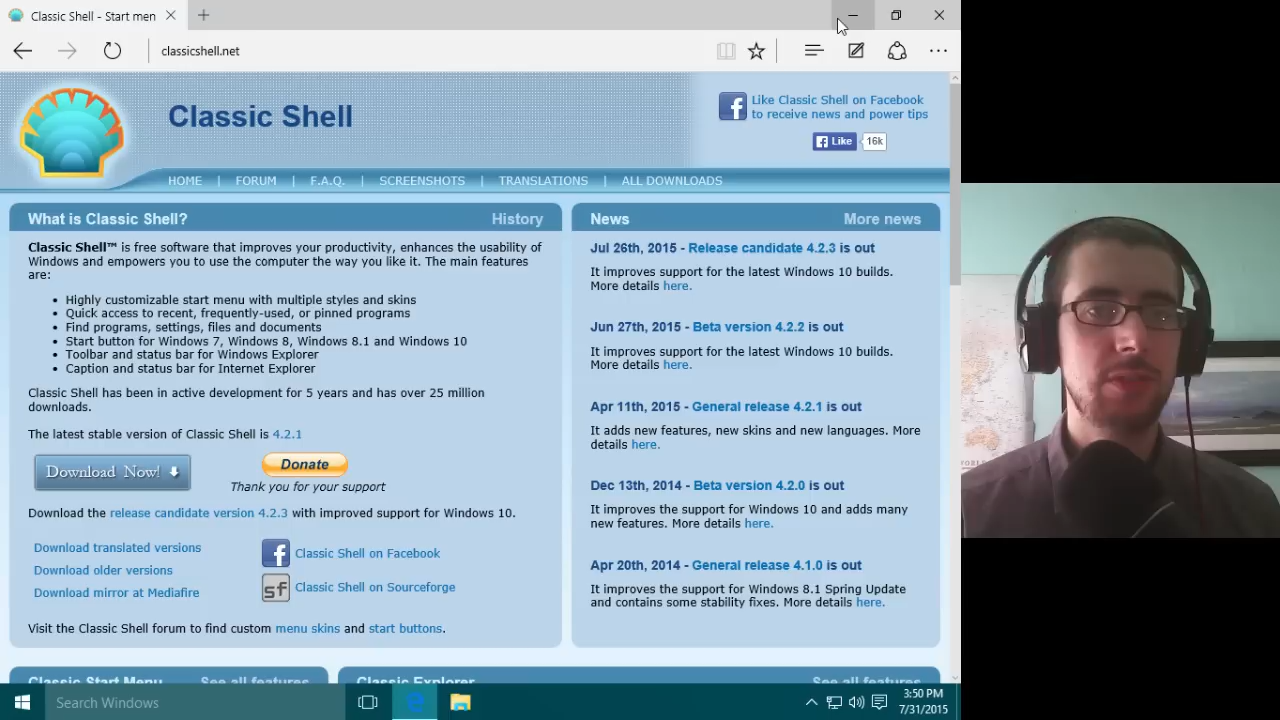 Classic Shell - Start men
classicshell.net
Classic Shell
Like Classic Shell on Facebook
to receive news and power tips
Like
16k
HOME | FORUM | F.A.Q. | SCREENSHOTS | TRANSLATIONS | ALL DOWNLOADS
What is Classic Shell?
History
Classic Shell™ is free software that improves your productivity, enhances the usability of
Windows and empowers you to use the computer the way you like it. The main features
are:
• Highly customizable start menu with multiple styles and skins
• Quick access to recent, frequently-used, or pinned programs
• Find programs, settings, files and documents
• Start button for Windows 7, Windows 8, Windows 8.1 and Windows 10
• Toolbar and status bar for Windows Explorer
• Caption and status bar for Internet Explorer
Classic Shell has been in active development for 5 years and has over 25 million
downloads.
The latest stable version of Classic Shell is 4.2.1
Download Now!
Donate
Thank you for your support
Download the release candidate version 4.2.3 with improved support for Windows 10.
Download translated versions
Download older versions
Download mirror at Mediafire
Classic Shell on Facebook
sf
Classic Shell on Sourceforge
Visit the Classic Shell forum to find custom menu skins and start buttons.
News
More news
Jul 26th, 2015 - Release candidate 4.2.3 is out
It improves support for the latest Windows 10 builds.
More details here.
Jun 27th, 2015 - Beta version 4.2.2 is out
It improves support for the latest Windows 10 builds.
More details here.
Apr 11th, 2015 - General release 4.2.1 is out
It adds new features, new skins and new languages. More
details here.
Dec 13th, 2014 - Beta version 4.2.0 is out
It improves the support for Windows 10 and adds many
new features. More details here.
Apr 20th, 2014 - General release 4.1.0 is out
It improves the support for Windows 8.1 Spring Update
and contains some stability fixes. More details here.
Classic Start Menu
See all features
Classic Explorer
See all features
Search Windows
3:50 PM
7/31/2015